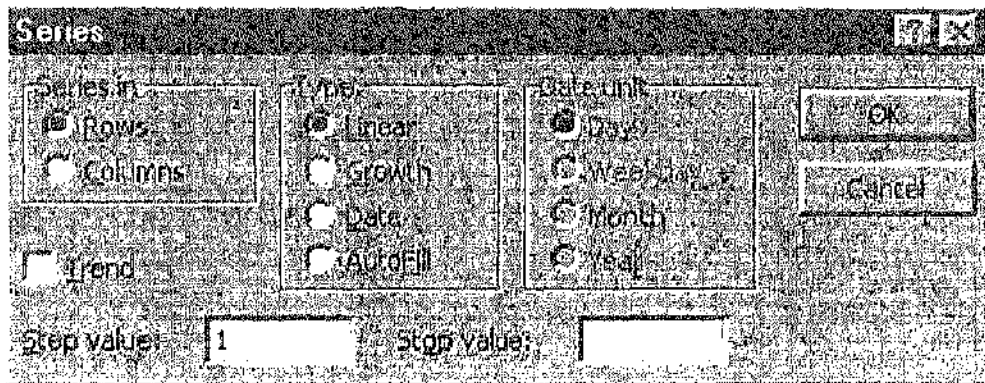 Series
Series in
Rows
Columns
Trend
Type
Linear
Growth
Date
AutoFill
Date unit
Days
Weekday
Month
Year
OK
Cancel
Step value: 1
Stop value: